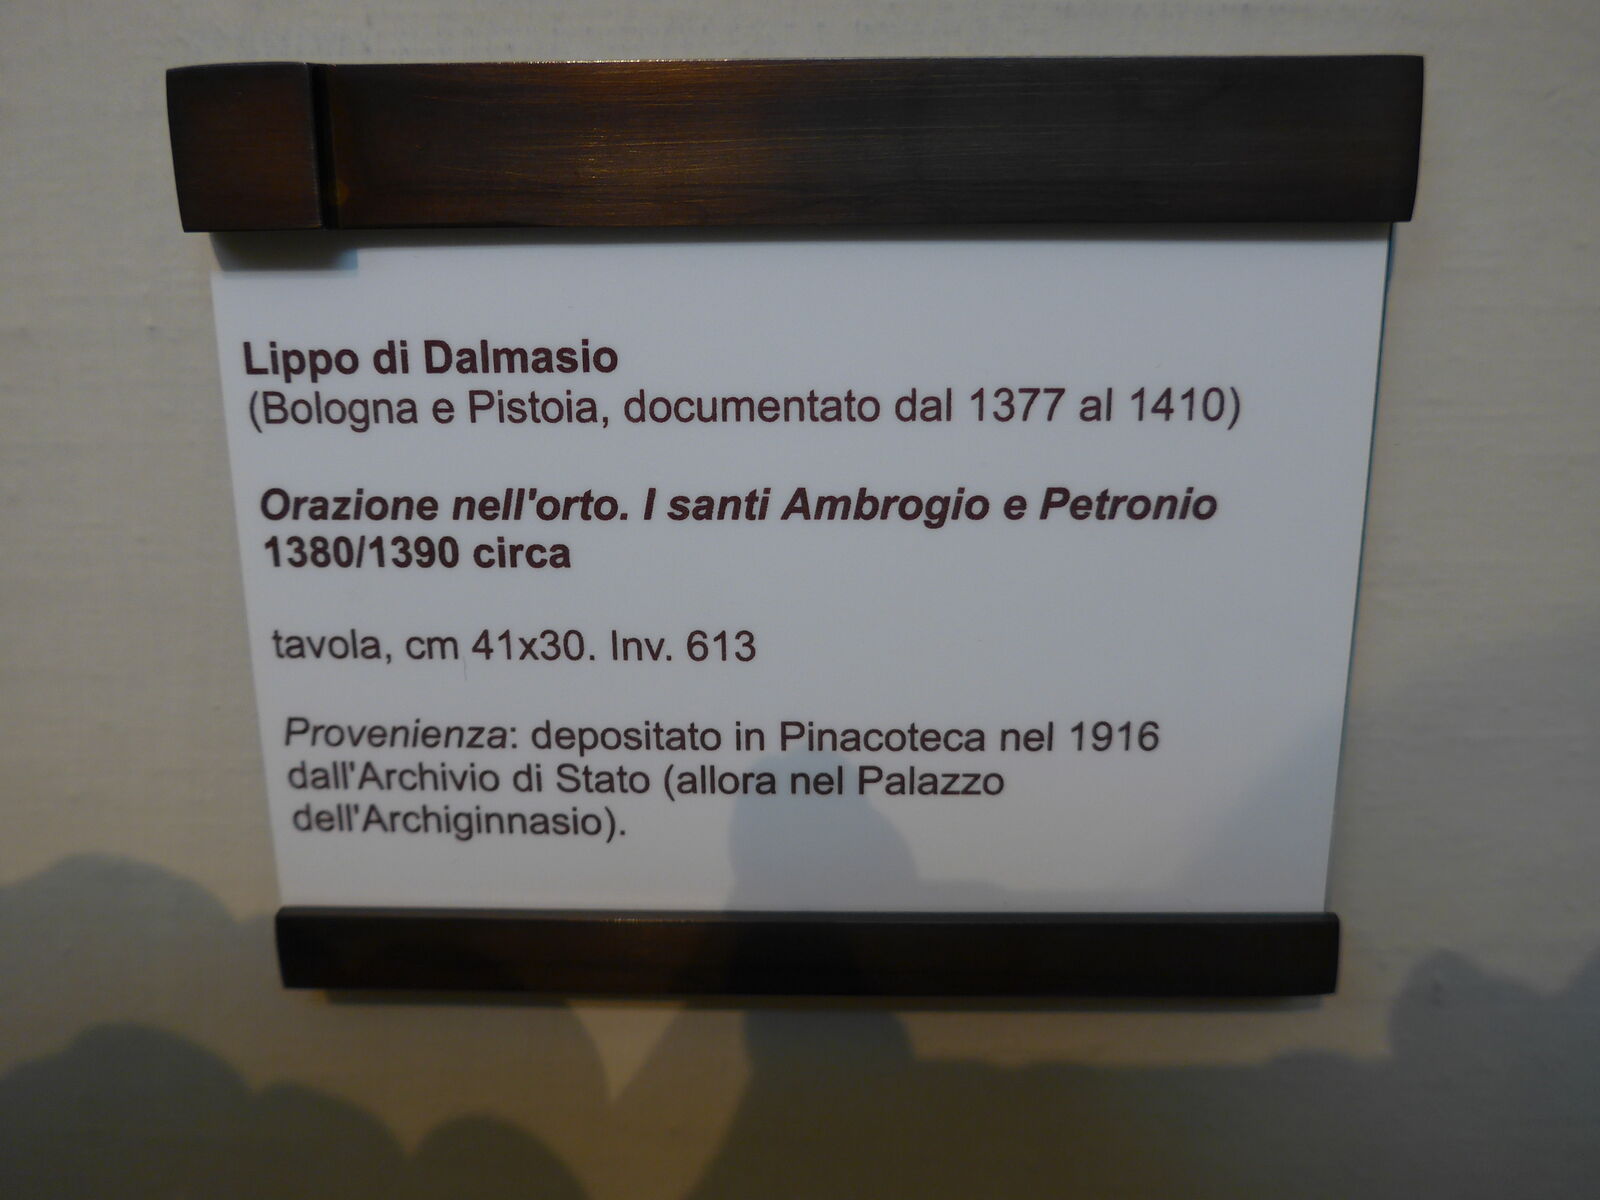 Lippo di Dalmasio
(Bologna e Pistoia, documentato dal 1377 al 1410)
Orazione nell'orto. I santi Ambrogio e Petronio
1380/1390 circa
tavola, cm 41x30. Inv. 613
Provenienza: depositato in Pinacoteca nel 1916
dall'Archivio di Stato (allora nel Palazzo
dell'Archiginnasio).